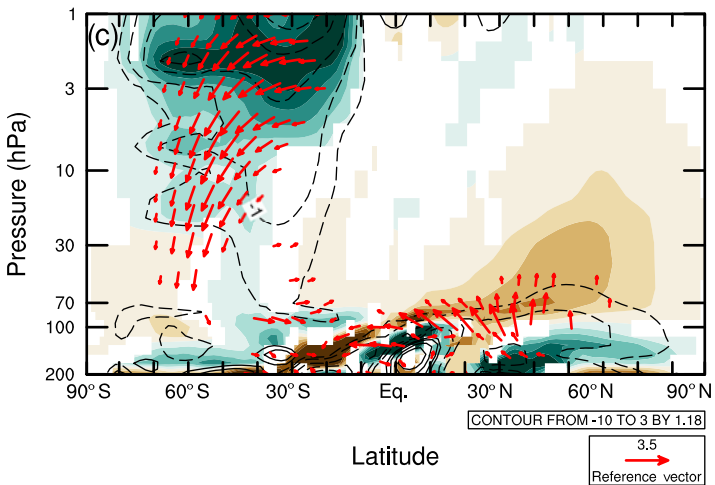 (c)
1
3
10
30
70
100
200
Pressure (hPa)
-1
90°S 60°S 30°S Eq. 30°N 60°N 90°N
CONTOUR FROM -10 TO 3 BY 1.18
Latitude
3.5
Reference vector